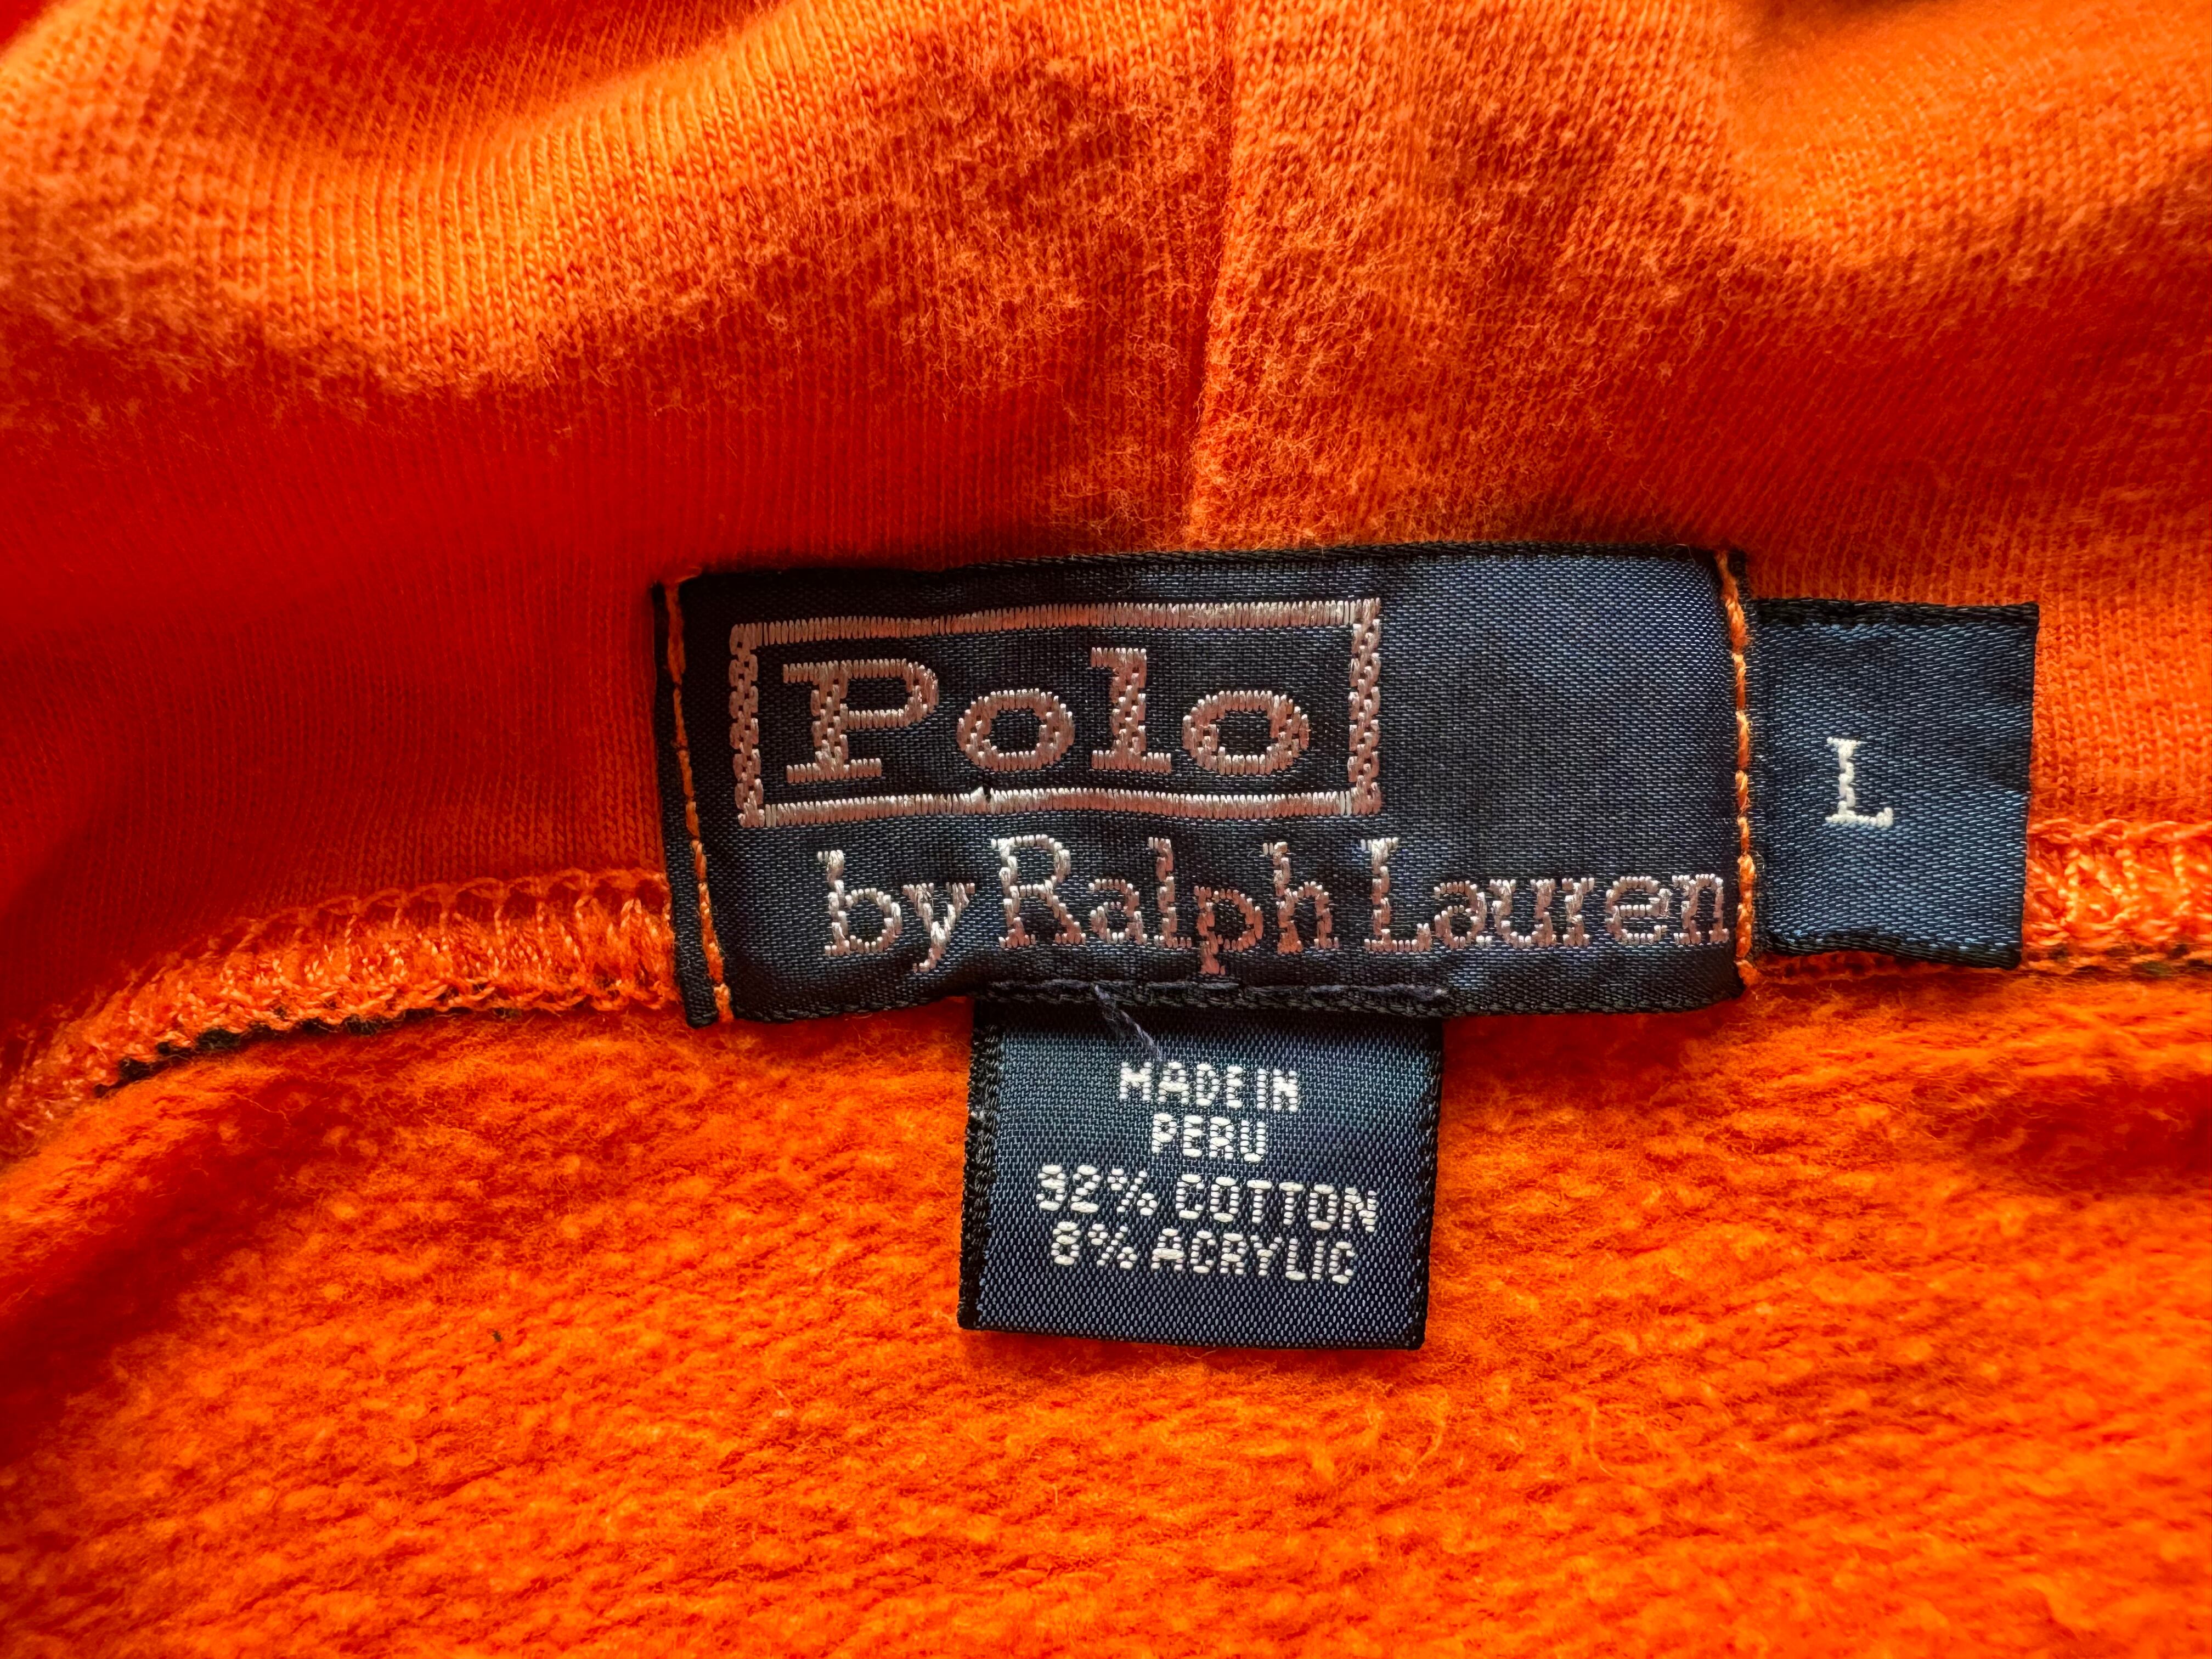 Polo
by Ralph Lauren
L
MADE IN
PERU
92% COTTON
8% ACRYLIC